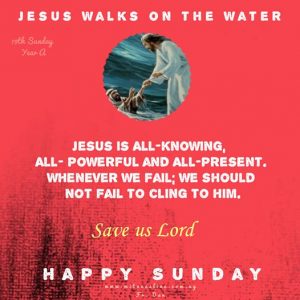 JESUS WALKS ON THE WATER
19th Sunday
Year A
JESUS IS ALL-KNOWING,
ALL- POWERFUL AND ALL-PRESENT.
WHENEVER WE FAIL; WE SHOULD
NOT FAIL TO CLING TO HIM.
Save us Lord
HAPPY SUNDAY